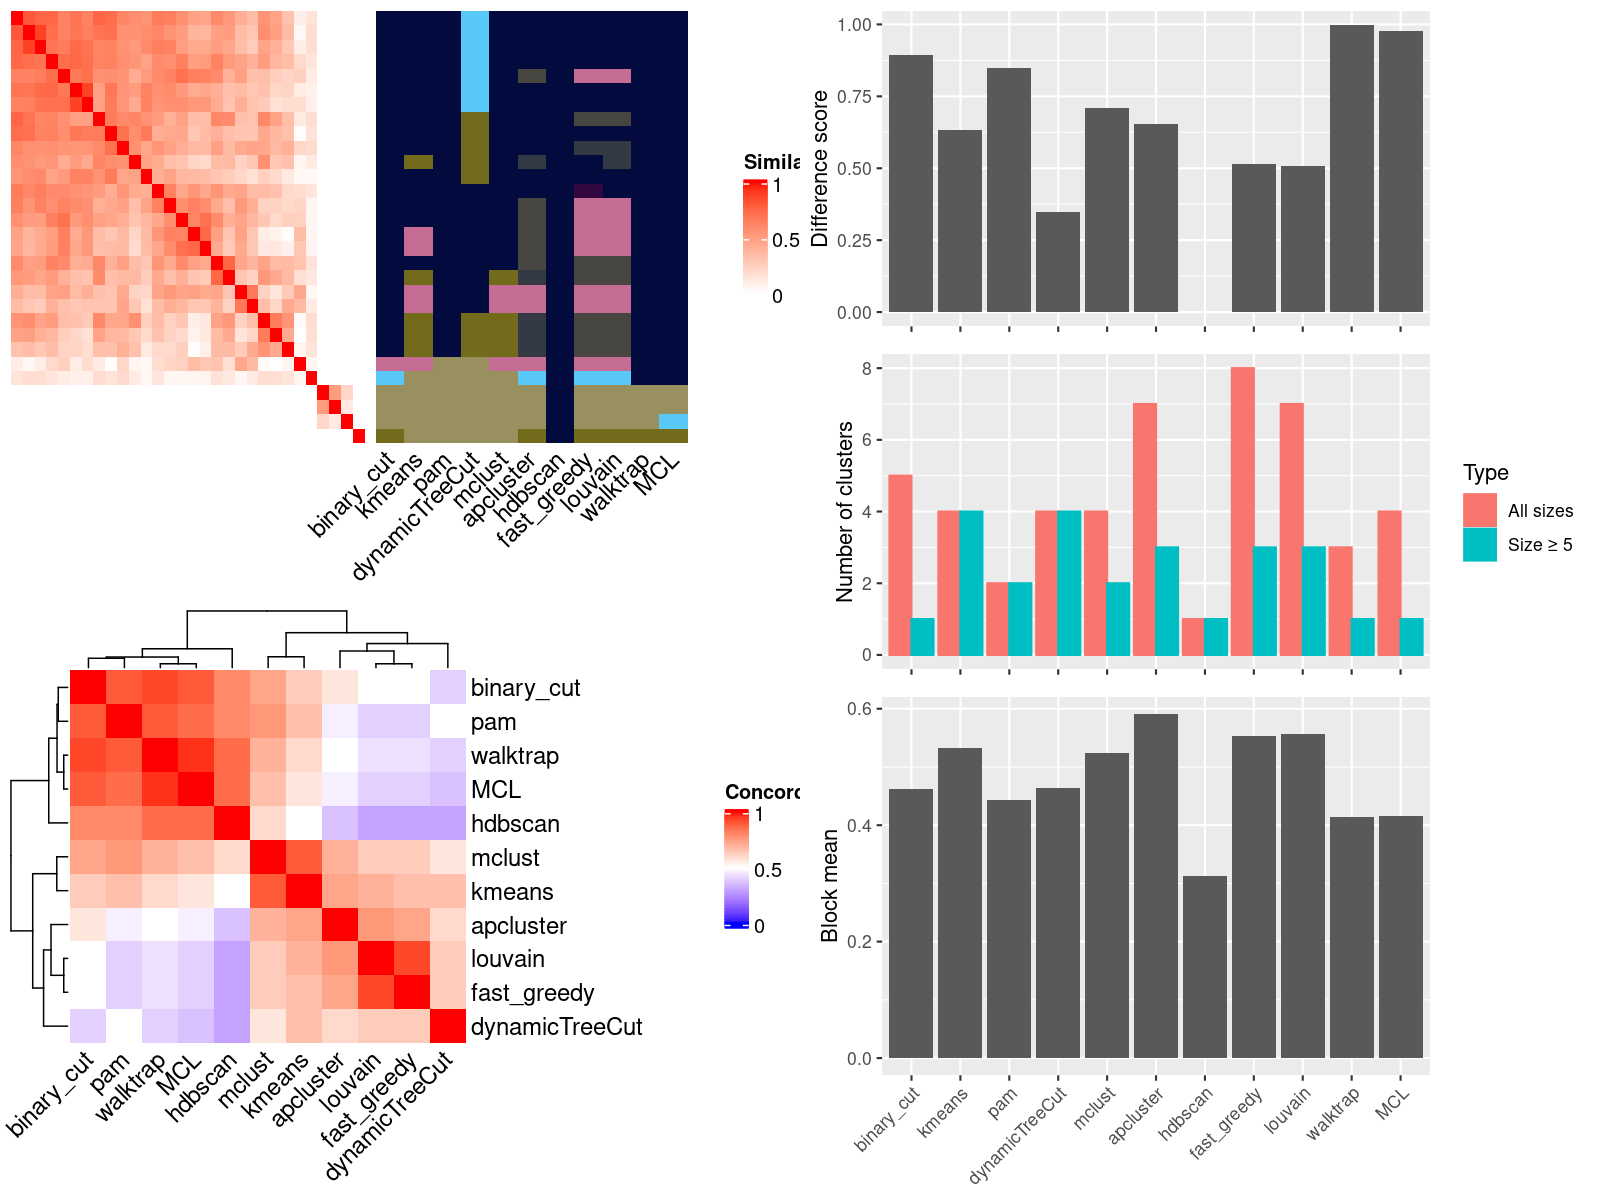 Simila
1
0.5
0
binary_cut
kmeans
pam
dynamicTreeCut
mclust
apcluster
hdbscan
fast_greedy
louvain
walktrap
MCL
binary_cut
pam
walktrap
MCL
hdbscan
mclust
kmeans
apcluster
louvain
fast_greedy
dynamicTreeCut
Concord
1
0.5
0
binary_cut
pam
walktrap
MCL
hdbscan
mclust
kmeans
apcluster
louvain
fast_greedy
dynamicTreeCut
Difference score
1.00
0.75
0.50
0.25
0.00
Number of clusters
8
6
4
2
0
Type
All sizes
Size ≥ 5
Block mean
0.6
0.4
0.2
0.0
binary_cut
kmeans
pam
dynamicTreeCut
mclust
apcluster
hdbscan
fast_greedy
louvain
walktrap
MCL